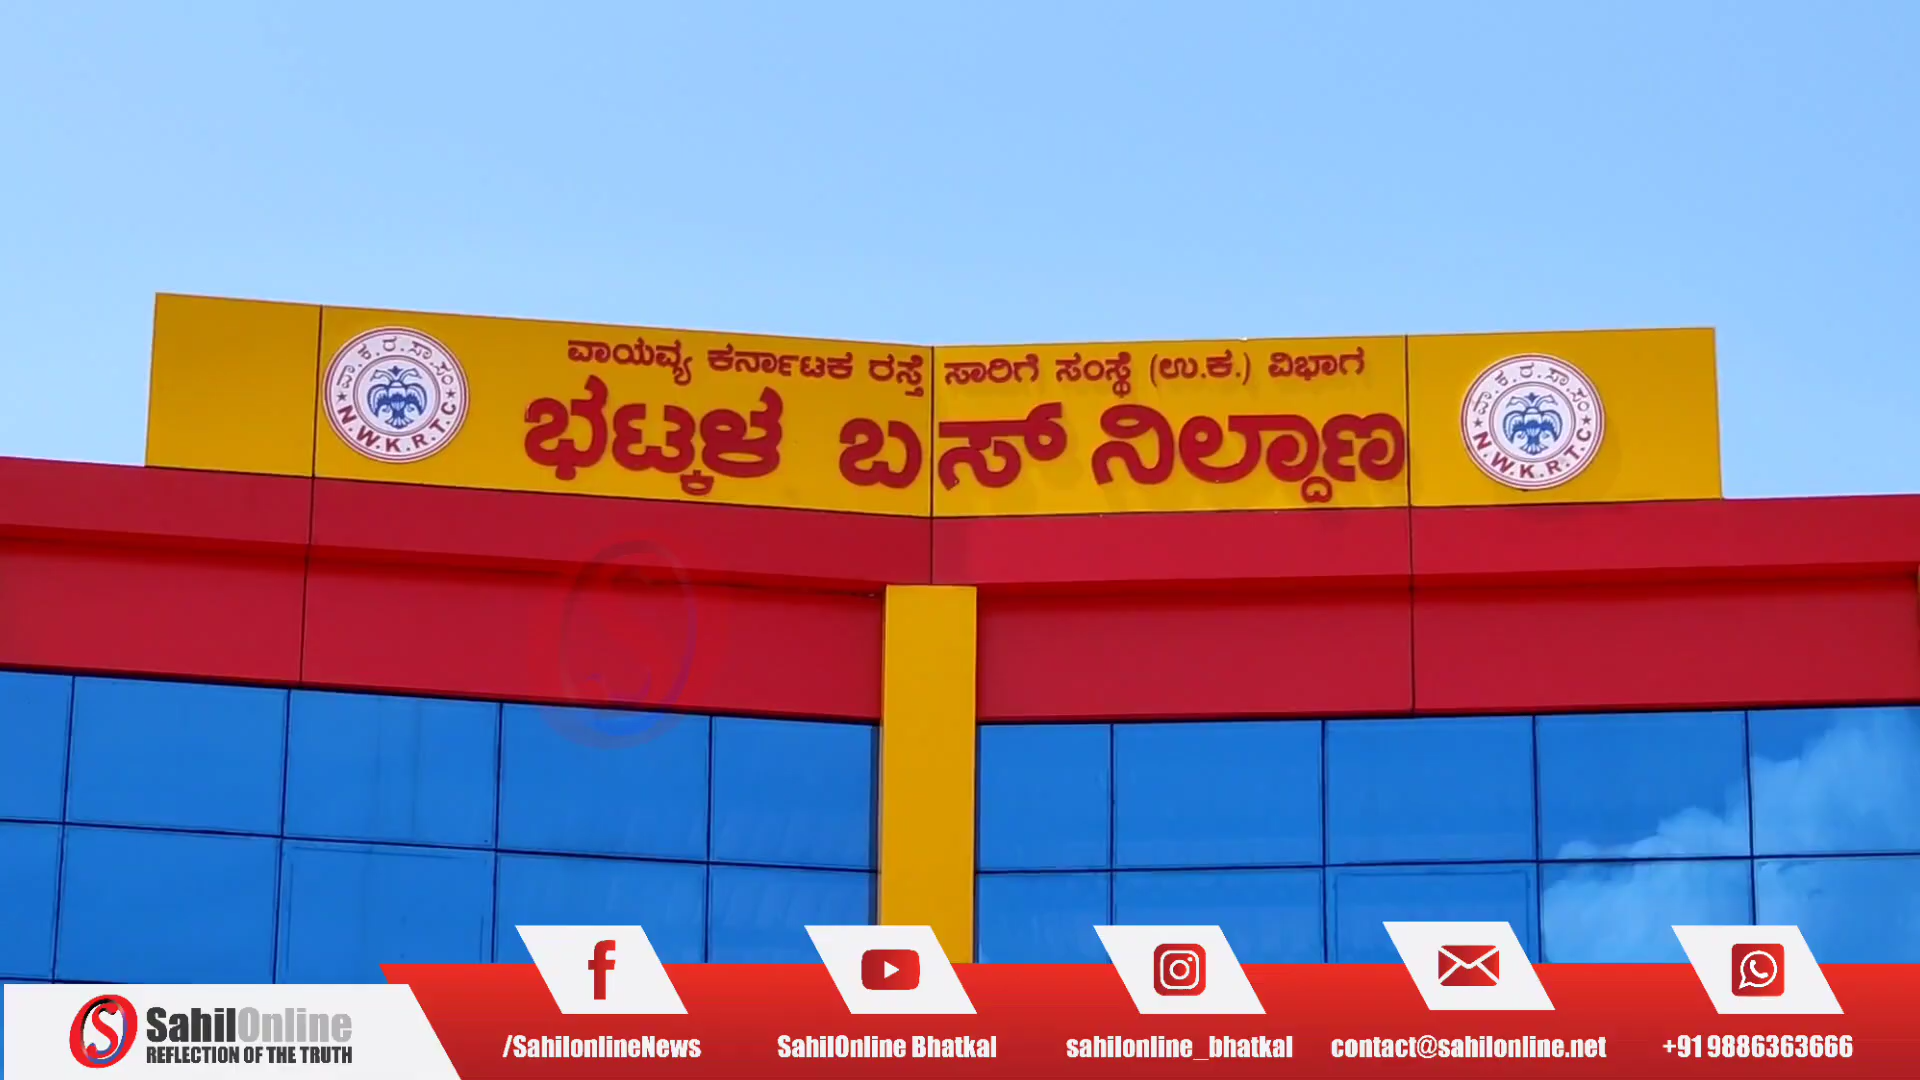 ವಾಯವ್ಯ ಕರ್ನಾಟಕ ರಸ್ತೆ ಸಾರಿಗೆ ಸಂಸ್ಥೆ (ಉ.ಕ.) ವಿಭಾಗ
ಭಟ್ಕಳ ಬಸ್ ನಿಲ್ದಾಣ
ವಾ.ಕ.ರ.ಸಾ.ಸಂ
N.W.K.R.T.C
ವಾ.ಕ.ರ.ಸಾ.ಸಂ
N.W.K.R.T.C
SahilOnline
REFLECTION OF THE TRUTH
/SahilonlineNews
SahilOnline Bhatkal
sahilonline_bhatkal
contact@sahilonline.net
+91 9886363666